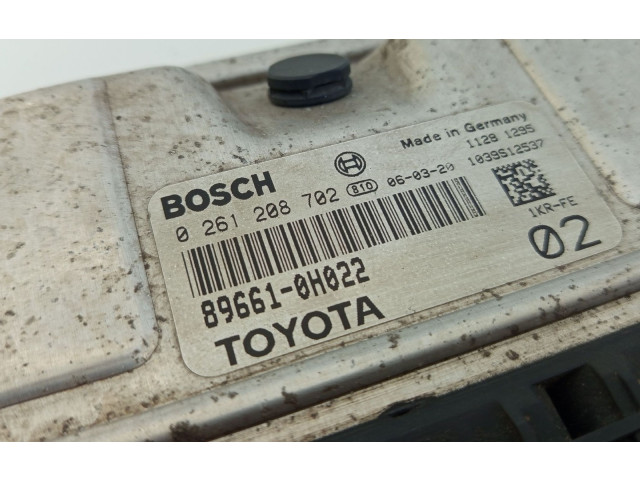 BOSCH
Made in Germany
0 261 208 702 810 06-03-20
1128 1295
1039S12537
1KR-FE
02
89661-0H022
TOYOTA